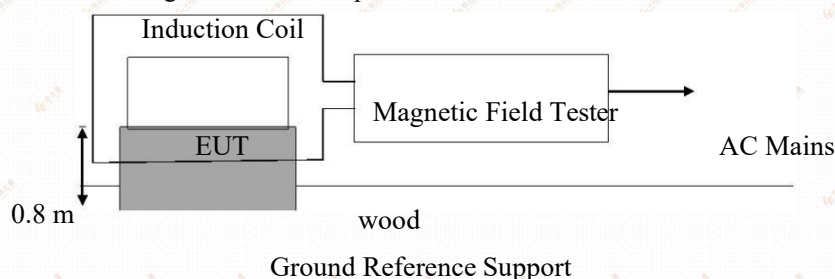 Induction Coil
Magnetic Field Tester
EUT
AC Mains
0.8 m
wood
Ground Reference Support